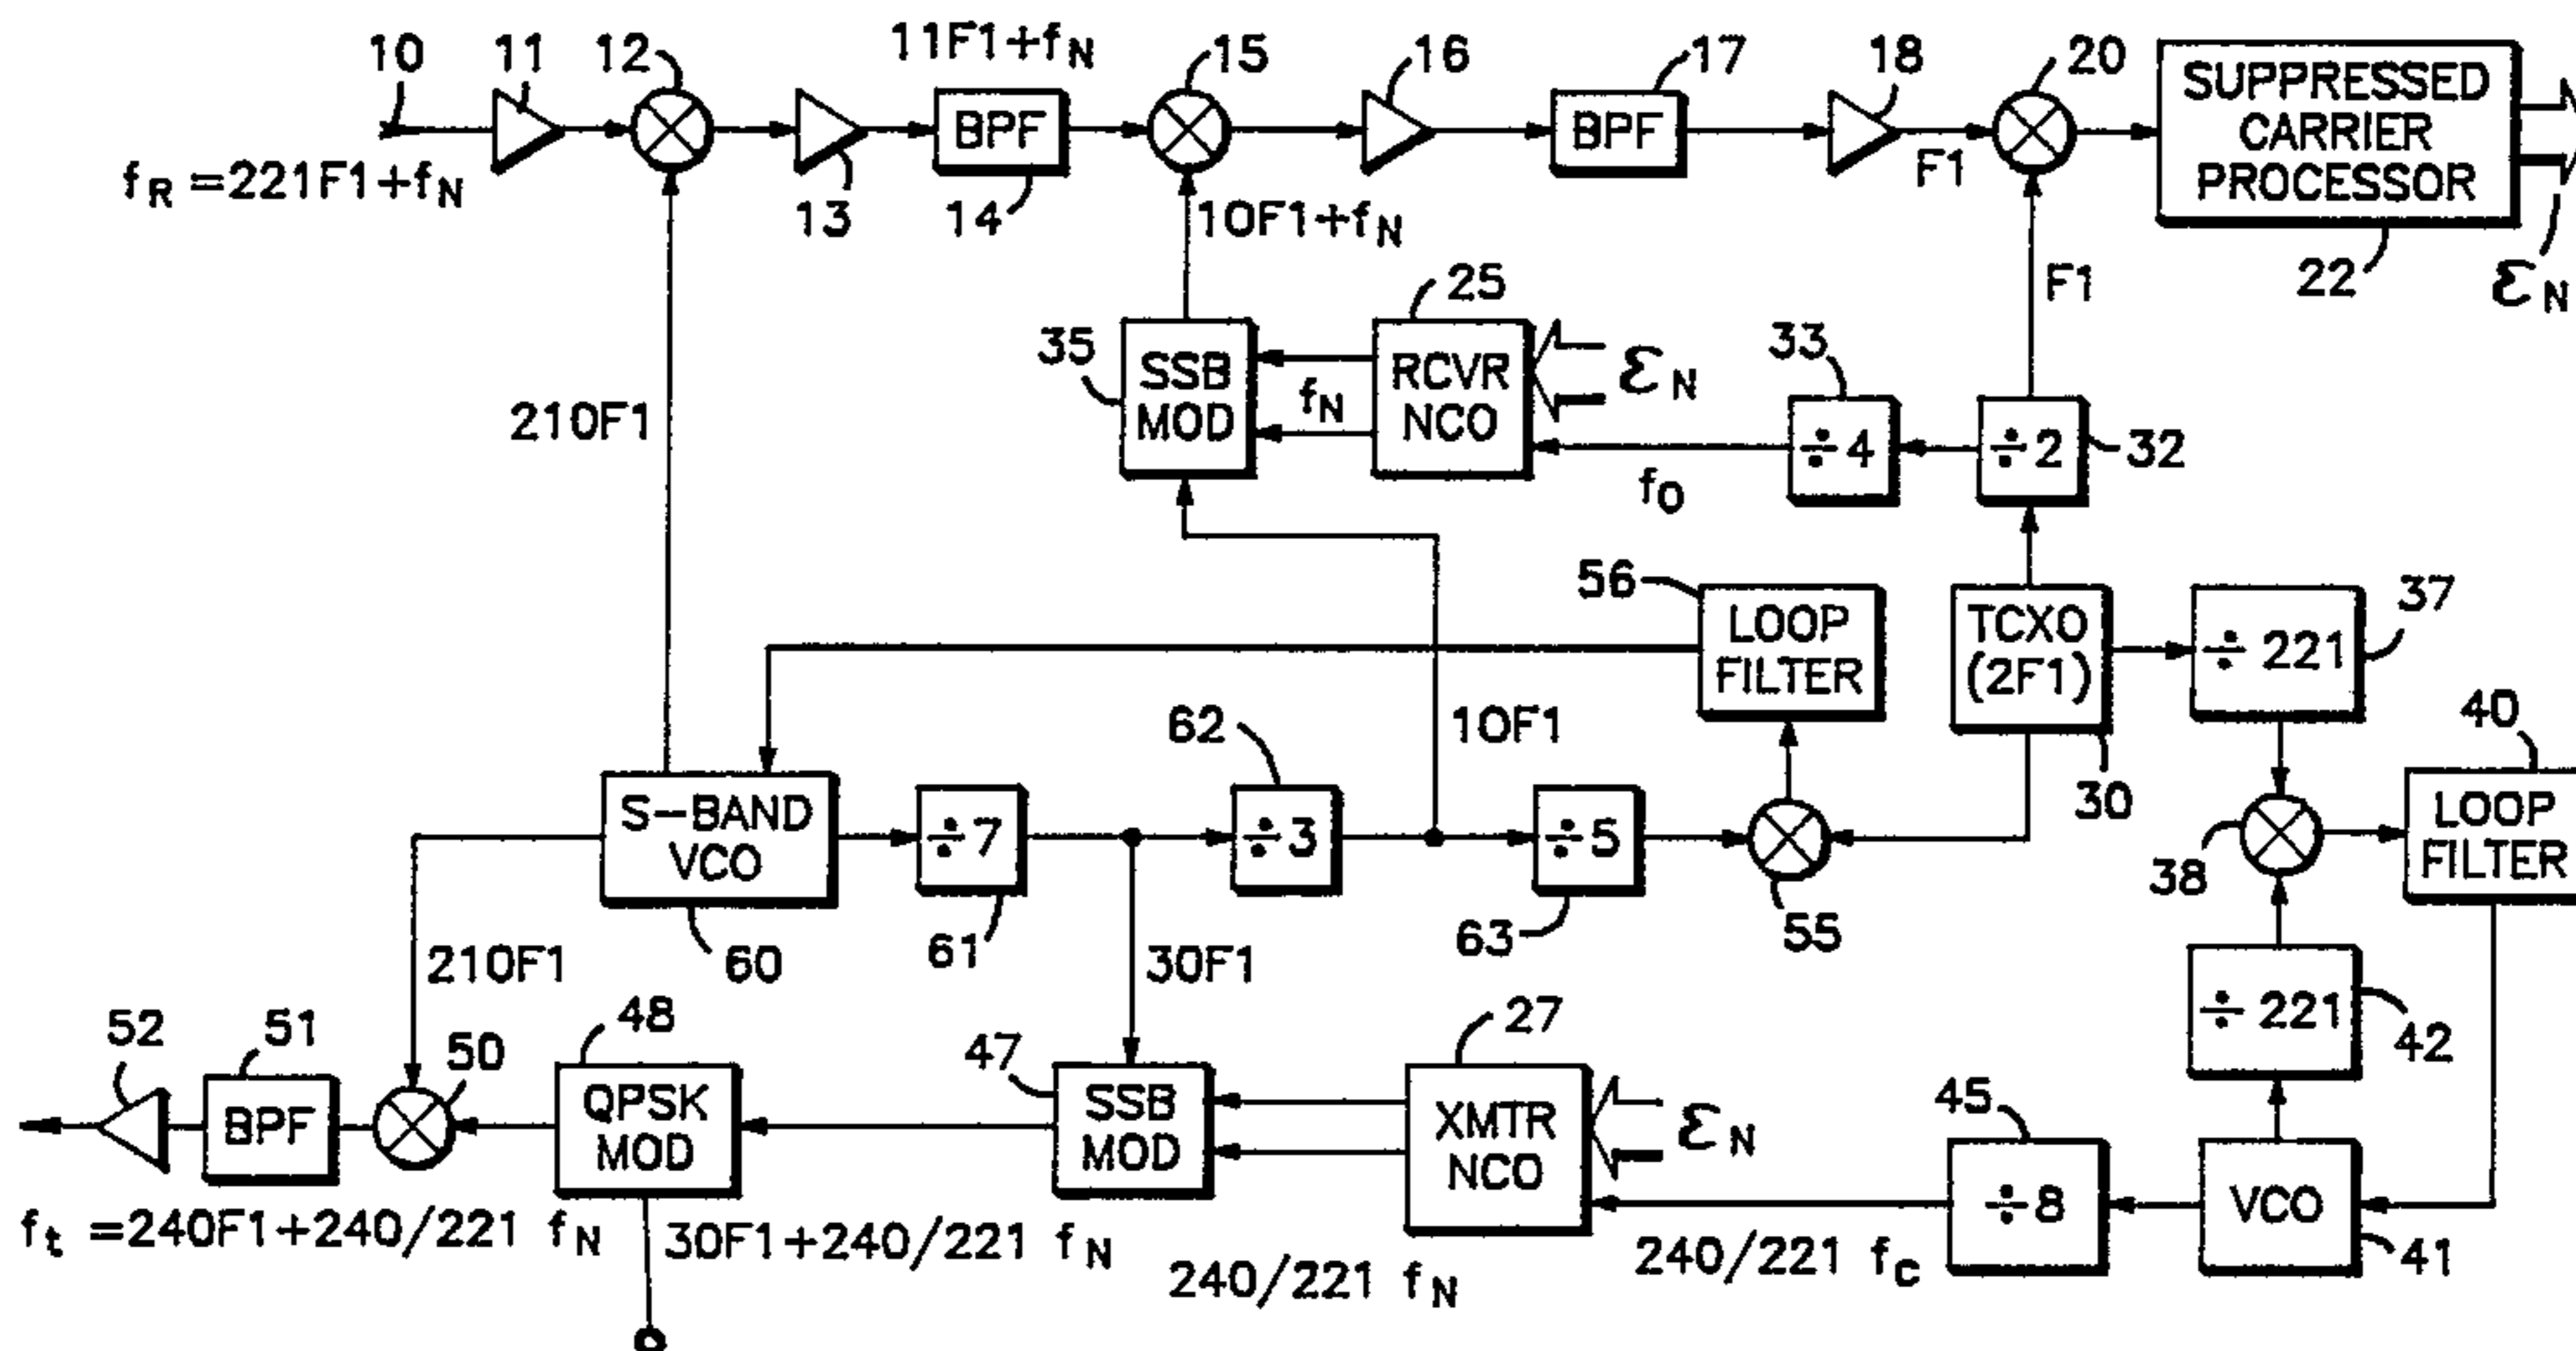 10
11
12
11F1+fN
15
16
17
18
20
SUPPRESSED
CARRIER
PROCESSOR
BPF
BPF
fR =221F1+fN
13
14
10F1+fN
F1
22
εN
35
SSB
MOD
fN
25
RCVR
NCO
εN
33
÷4
F1
÷2
32
fO
210F1
56
LOOP
FILTER
TCXO
(2F1)
30
÷ 221
37
62
10F1
40
LOOP
FILTER
S-BAND
VCO
60
÷7
61
÷3
÷5
63
55
38
210F1
30F1
÷ 221
42
52
51
BPF
50
48
QPSK
MOD
47
SSB
MOD
27
XMTR
NCO
εN
45
÷8
VCO
41
ft =240F1+240/221 fN
30F1+240/221 fN
240/221 fN
240/221 fC